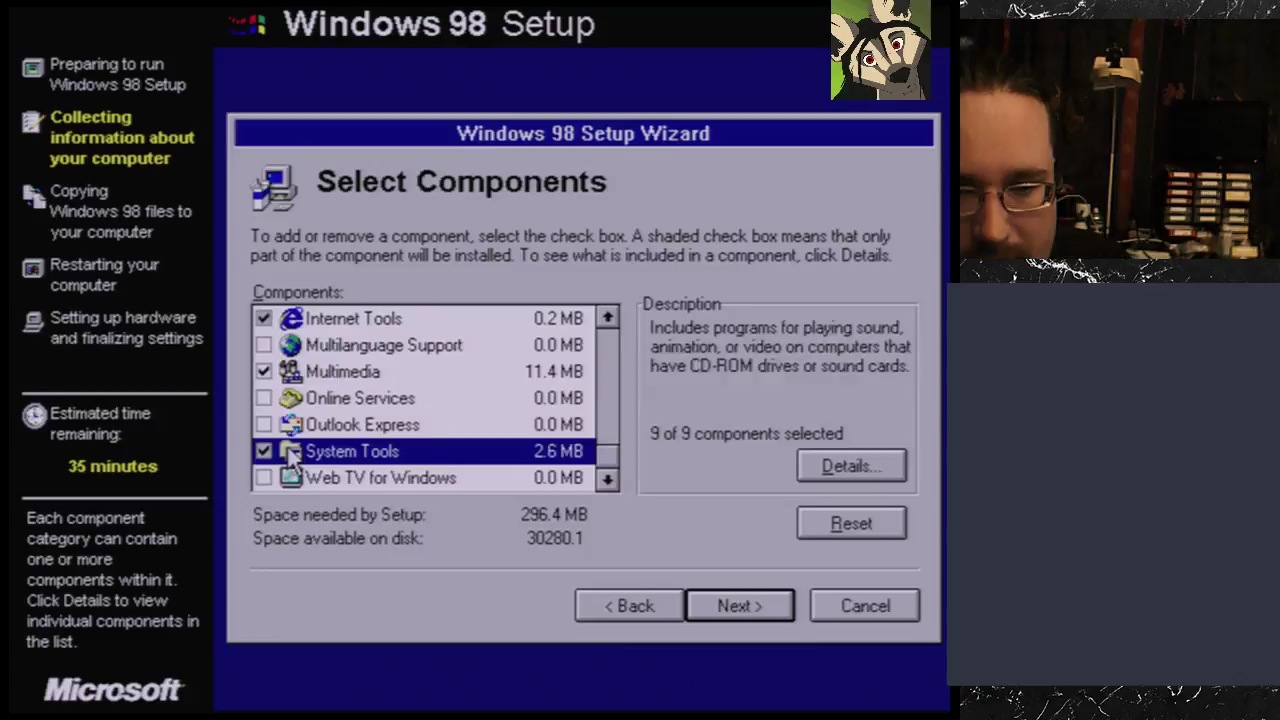 Windows 98 Setup
Preparing to run
Windows 98 Setup
Collecting
information about
your computer
Copying
Windows 98 files to
your computer
Restarting your
computer
Setting up hardware
and finalizing settings
Estimated time
remaining:
35 minutes
Each component
category can contain
one or more
components within it.
Click Details to view
individual components in
the list.
Microsoft
Windows 98 Setup Wizard
Select Components
To add or remove a component, select the check box. A shaded check box means that only
part of the component will be installed. To see what is included in a component, click Details.
Components:
Internet Tools 0.2 MB
Multilanguage Support 0.0 MB
Multimedia 11.4 MB
Online Services 0.0 MB
Outlook Express 0.0 MB
System Tools 2.6 MB
Web TV for Windows 0.0 MB
Description
Includes programs for playing sound,
animation, or video on computers that
have CD-ROM drives or sound cards.
9 of 9 components selected
Details...
Space needed by Setup: 296.4 MB
Space available on disk: 30280.1
Reset
< Back
Next >
Cancel